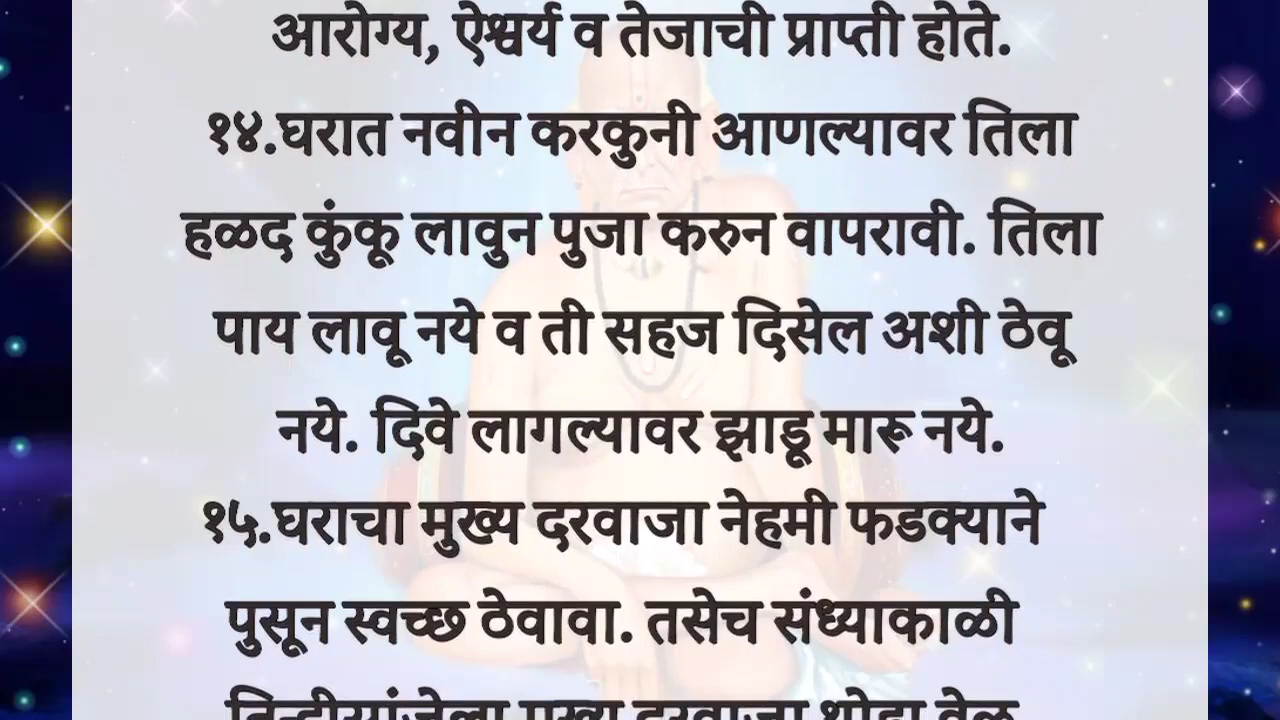 आरोग्य, ऐश्वर्य व तेजाची प्राप्ती होते.
१४.घरात नवीन करकुनी आणल्यावर तिला
हळद कुंकू लावुन पुजा करुन वापरावी. तिला
पाय लावू नये व ती सहज दिसेल अशी ठेवू
नये. दिवे लागल्यावर झाडू मारू नये.
१५.घराचा मुख्य दरवाजा नेहमी फडक्याने
पुसून स्वच्छ ठेवावा. तसेच संध्याकाळी
मुख्य दरवाजा थोडा वेळ